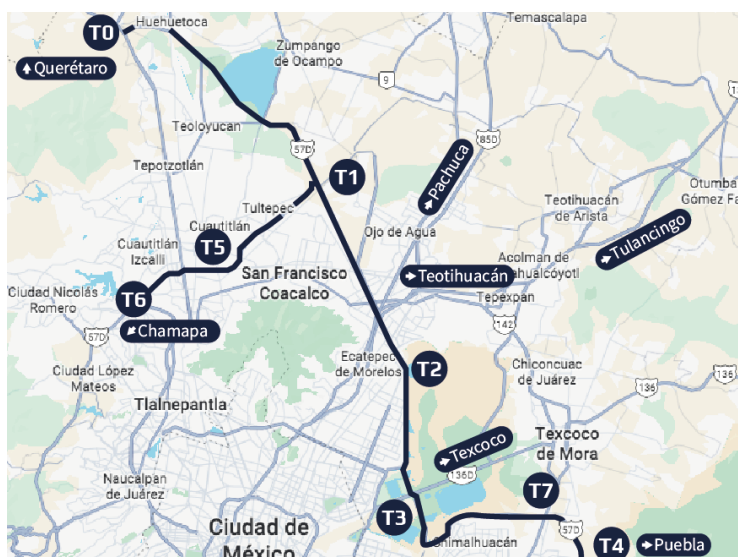 T0
Huehuetoca
Temascalapa
Querétaro
Zumpango
de Ocampo
9
Teoloyucan
85D
57D
Tepotzotlán
T1
Pachuca
Otumba
Gómez Fa
Tultepec
Teotihuacán
de Arista
Cuautitlán
T5
Ojo de Agua
Tulancingo
Cuautitlán
Izcalli
San Francisco
Coacalco
Teotihuacán
Acolman de
Ciudad Nicolás
Romero
T6
Tepexpan
Chamapa
142
57D
Ecatepec
de Morelos
T2
Chiconcuac
de Juárez
Ciudad López
Mateos
136
136
Tlalnepantla
Texcoco
Texcoco
de Mora
136D
Naucalpan
de Juárez
T7
T3
Ciudad de
México
57D
T4
Puebla